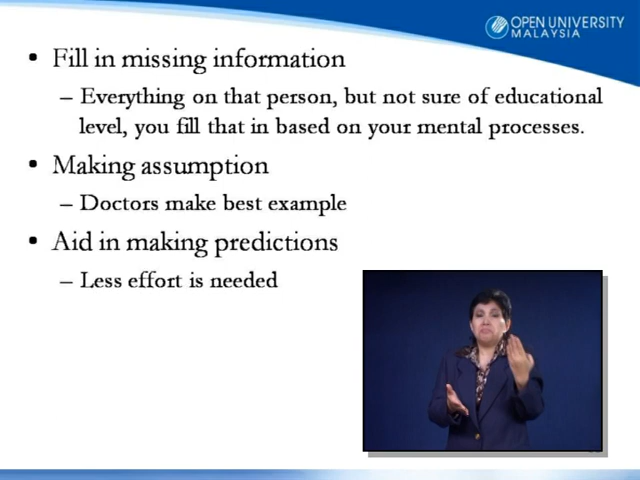 OPEN UNIVERSITY
MALAYSIA
• Fill in missing information
– Everything on that person, but not sure of educational
level, you fill that in based on your mental processes.
• Making assumption
– Doctors make best example
• Aid in making predictions
– Less effort is needed